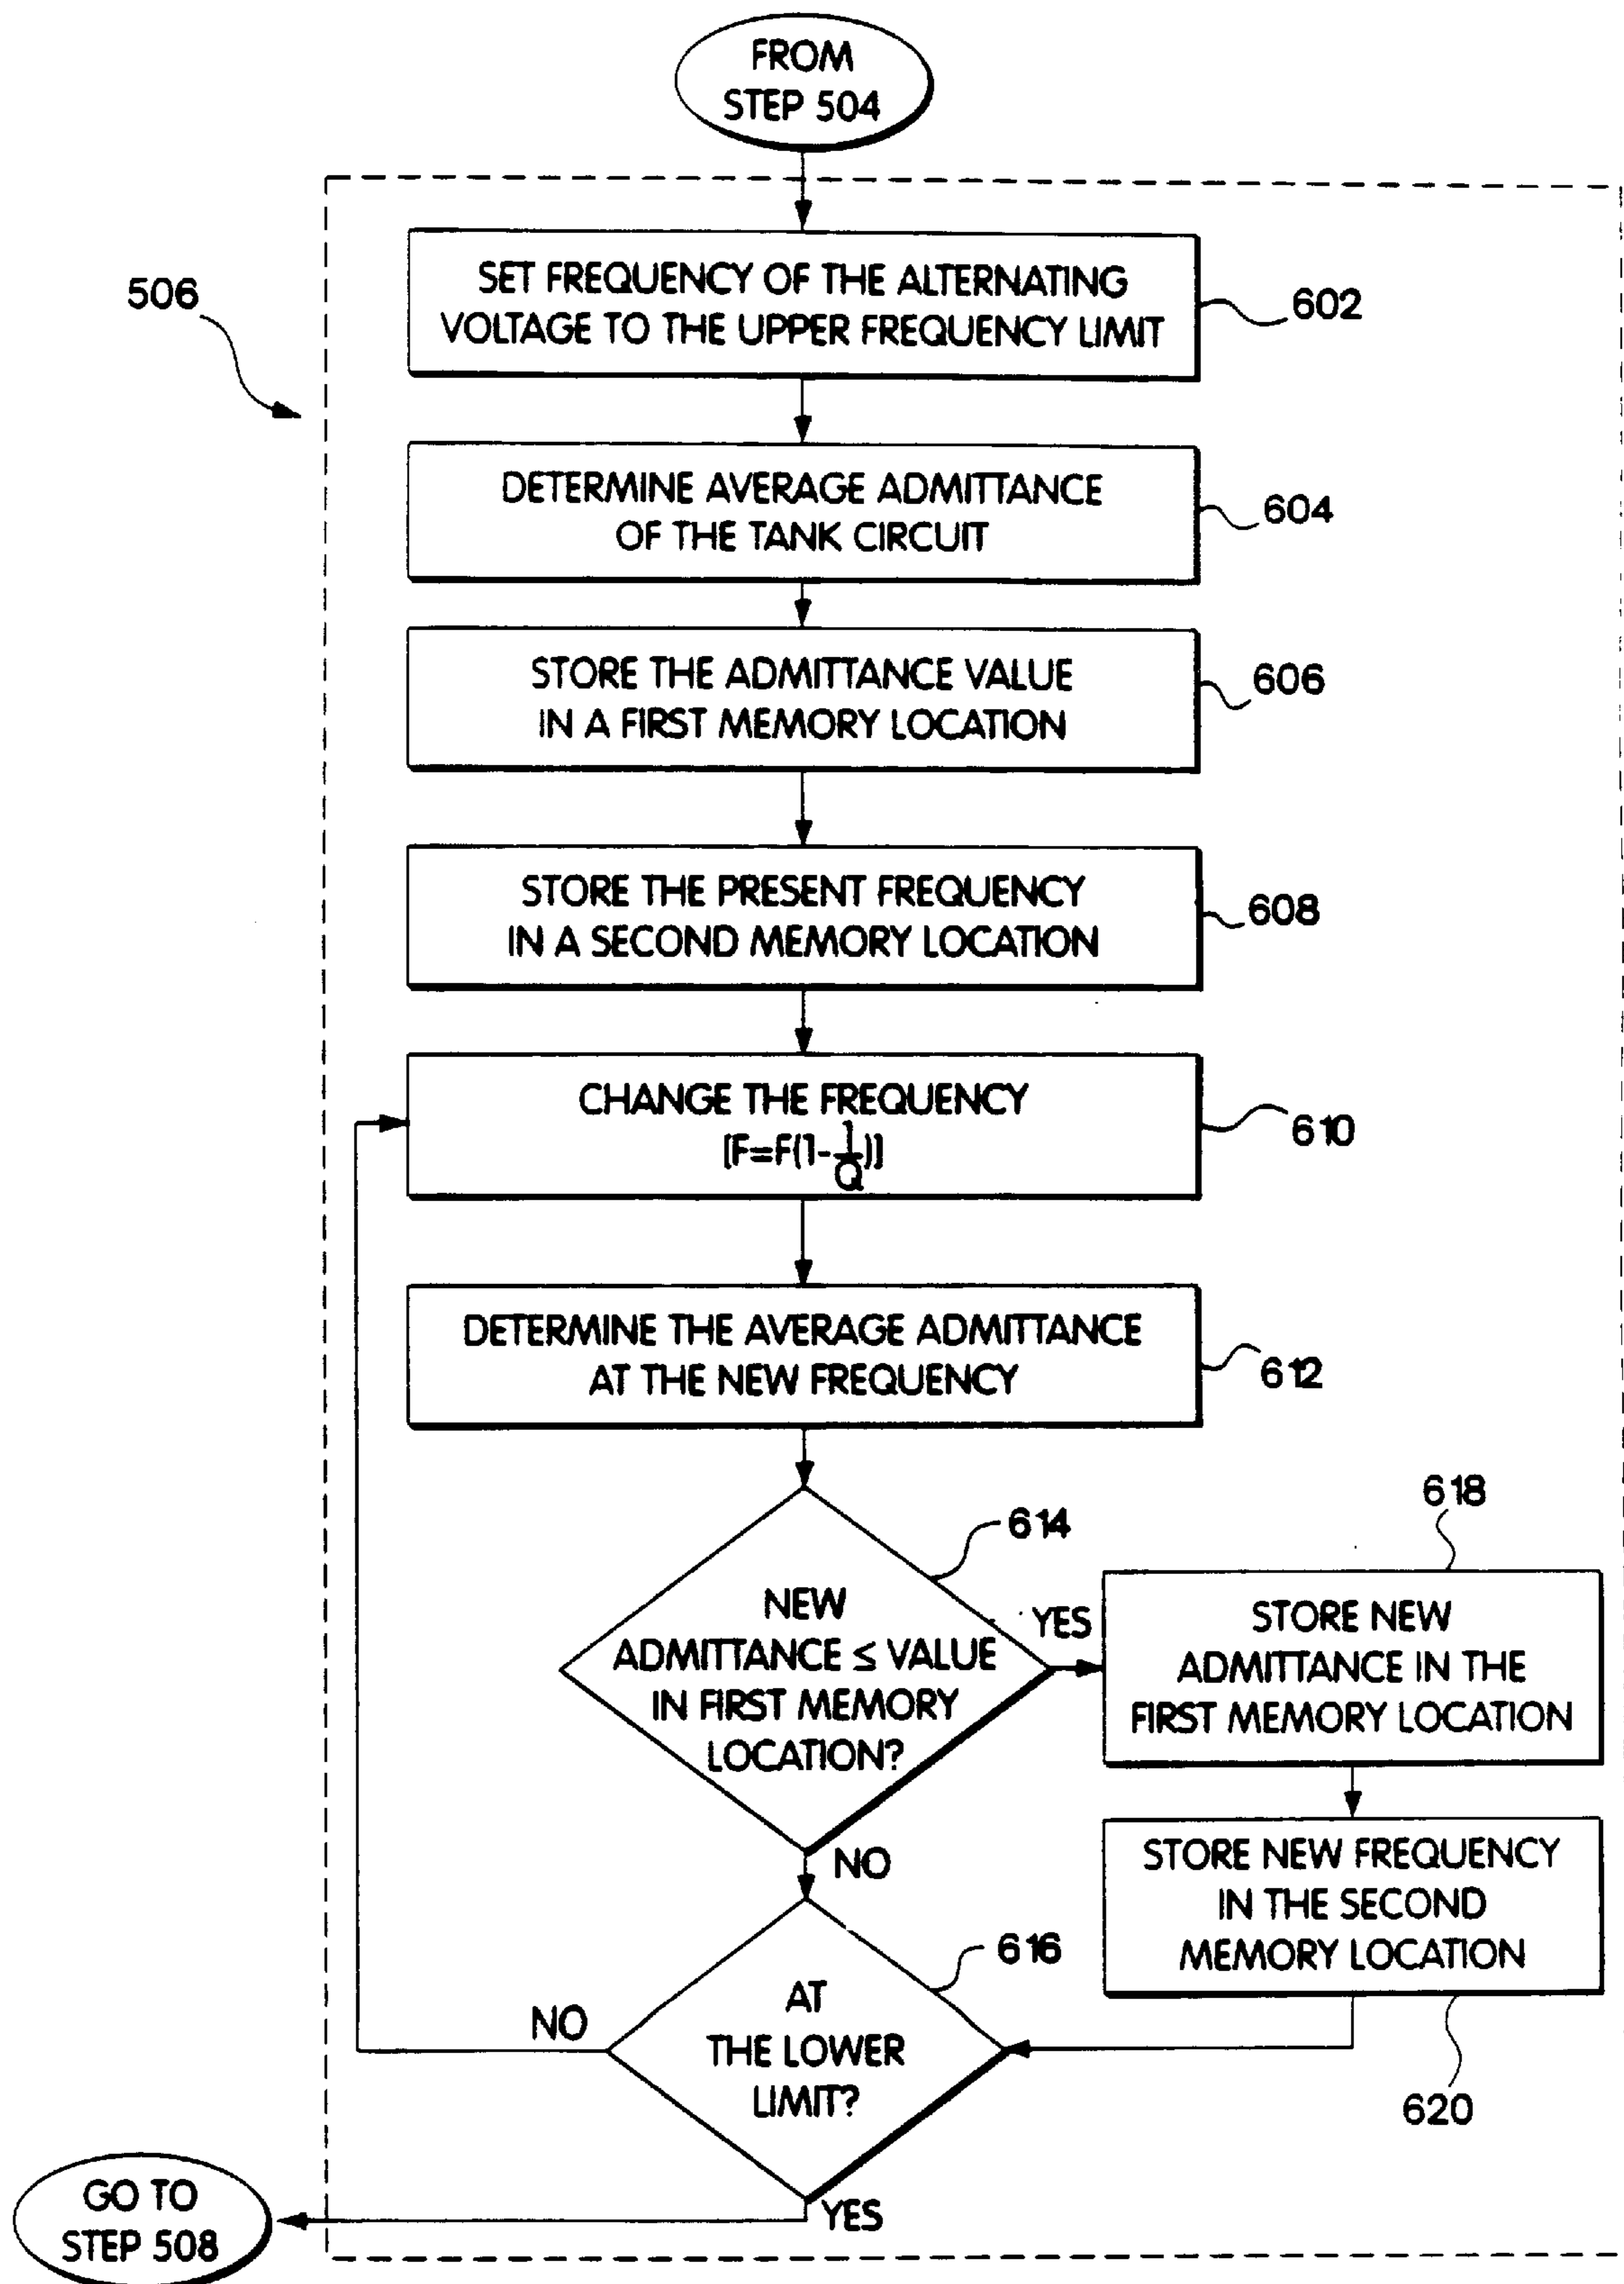 FROM
STEP 504
506
SET FREQUENCY OF THE ALTERNATING
VOLTAGE TO THE UPPER FREQUENCY LIMIT
602
DETERMINE AVERAGE ADMITTANCE
OF THE TANK CIRCUIT
604
STORE THE ADMITTANCE VALUE
IN A FIRST MEMORY LOCATION
606
STORE THE PRESENT FREQUENCY
IN A SECOND MEMORY LOCATION
608
CHANGE THE FREQUENCY
[F=F(1-1/Q)]
610
DETERMINE THE AVERAGE ADMITTANCE
AT THE NEW FREQUENCY
612
614
NEW
ADMITTANCE ≤ VALUE
IN FIRST MEMORY
LOCATION?
YES
NO
618
STORE NEW
ADMITTANCE IN THE
FIRST MEMORY LOCATION
STORE NEW FREQUENCY
IN THE SECOND
MEMORY LOCATION
620
616
AT
THE LOWER
LIMIT?
NO
YES
GO TO
STEP 508